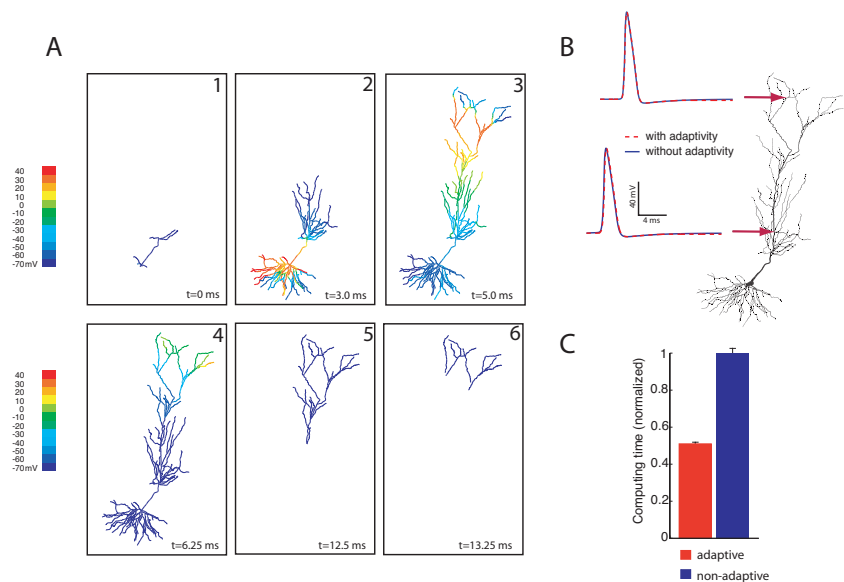 A
1
2
3
40
30
20
10
0
-10
-20
-30
-40
-50
-60
-70mV
t=0 ms
t=3.0 ms
t=5.0 ms
4
5
6
40
30
20
10
0
-10
-20
-30
-40
-50
-60
-70mV
t=6.25 ms
t=12.5 ms
t=13.25 ms
B
with adaptivity
without adaptivity
40 mV
4 ms
C
Computing time (normalized)
1
0.8
0.6
0.4
0.2
0
adaptive
non-adaptive